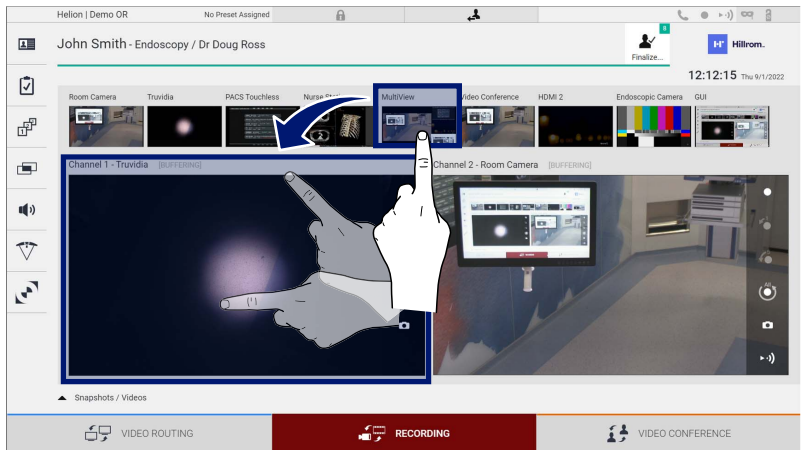 Helion | Demo OR
No Preset Assigned
8
John Smith - Endoscopy / Dr Doug Ross
Finalize...
H-r Hillrom.
12:12:15 Thu 9/1/2022
Room Camera
Truvidia
PACS Touchless
MultiView
Video Conference
HDMI 2
Endoscopic Camera
GUI
Channel 1 - Truvidia [BUFFERING]
Channel 2 - Room Camera [BUFFERING]
Snapshots / Videos
VIDEO ROUTING
RECORDING
VIDEO CONFERENCE